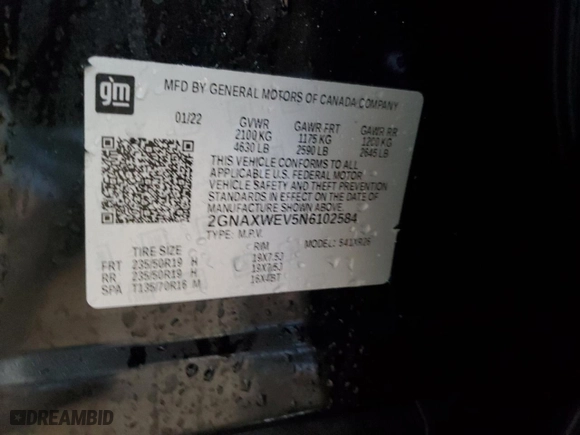 gm
MFD BY GENERAL MOTORS OF CANADA COMPANY
01/22 GVWR GAWR FRT GAWR RR
2100 KG 1175 KG 1200 KG
4630 LB 2590 LB 2645 LB
THIS VEHICLE CONFORMS TO ALL
APPLICABLE U.S. FEDERAL MOTOR
VEHICLE SAFETY AND THEFT
PREVENTION STANDARDS IN
EFFECT ON THE DATE OF
MANUFACTURE SHOWN ABOVE.
2GNAXWEV5N6102584
TYPE: M.P.V. MODEL:
TIRE SIZE RIM
FRT 235/50R19 H 19X7.5J
RR 235/50R19 H 19X7.5J
SPA T135/70R16 M
DREAMBID